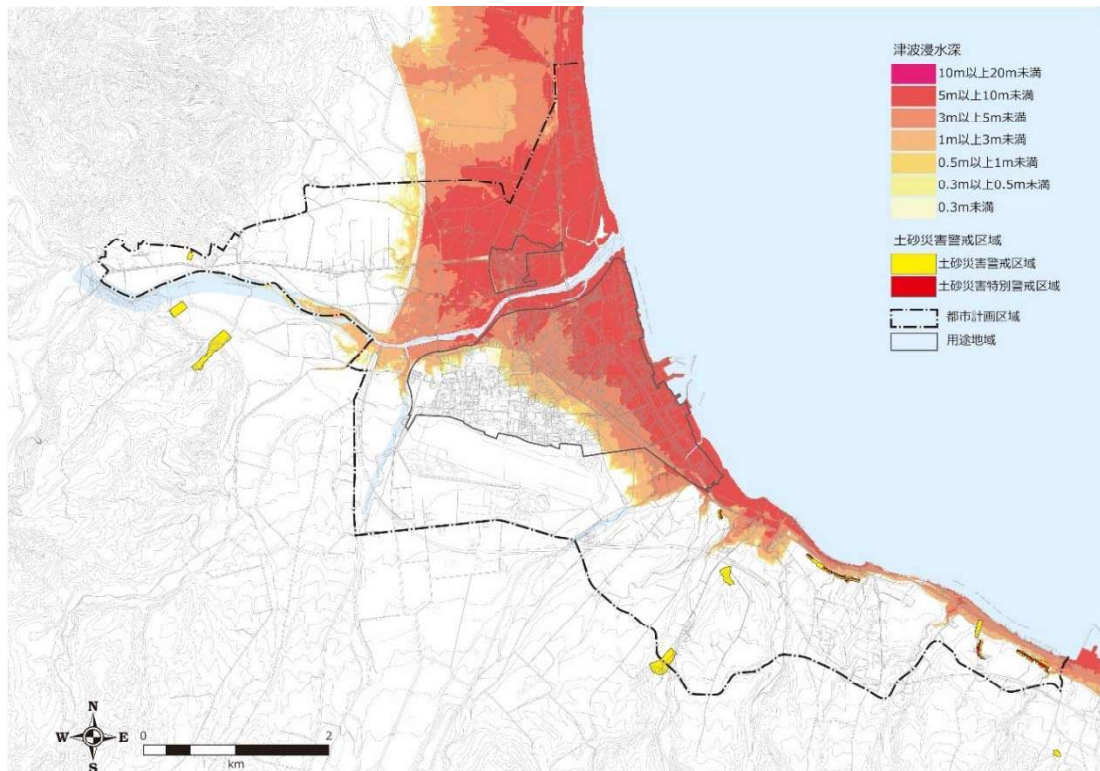 津波浸水深
10m以上20m未満
5m以上10m未満
3m以上5m未満
1m以上3m未満
0.5m以上1m未満
0.3m以上0.5m未満
0.3m未満
土砂災害警戒区域
土砂災害警戒区域
土砂災害特別警戒区域
都市計画区域
用途地域
N
W E
S
0 2
km